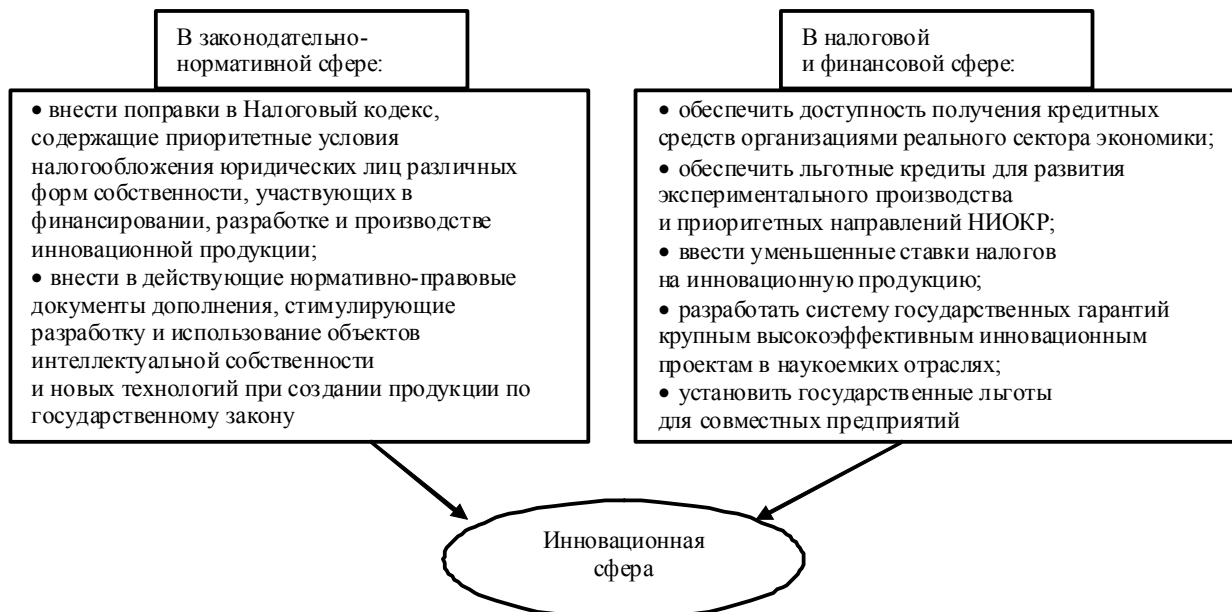 В законодательно-
нормативной сфере:
• внести поправки в Налоговый кодекс,
содержащие приоритетные условия
налогообложения юридических лиц различных
форм собственности, участвующих в
финансировании, разработке и производстве
инновационной продукции;
• внести в действующие нормативно-правовые
документы дополнения, стимулирующие
разработку и использование объектов
интеллектуальной собственности
и новых технологий при создании продукции по
государственному закону
В налоговой
и финансовой сфере:
• обеспечить доступность получения кредитных
средств организациями реального сектора экономики;
• обеспечить льготные кредиты для развития
экспериментального производства
и приоритетных направлений НИОКР;
• ввести уменьшенные ставки налогов
на инновационную продукцию;
• разработать систему государственных гарантий
крупным высокоэффективным инновационным
проектам в наукоемких отраслях;
• установить государственные льготы
для совместных предприятий
Инновационная
сфера